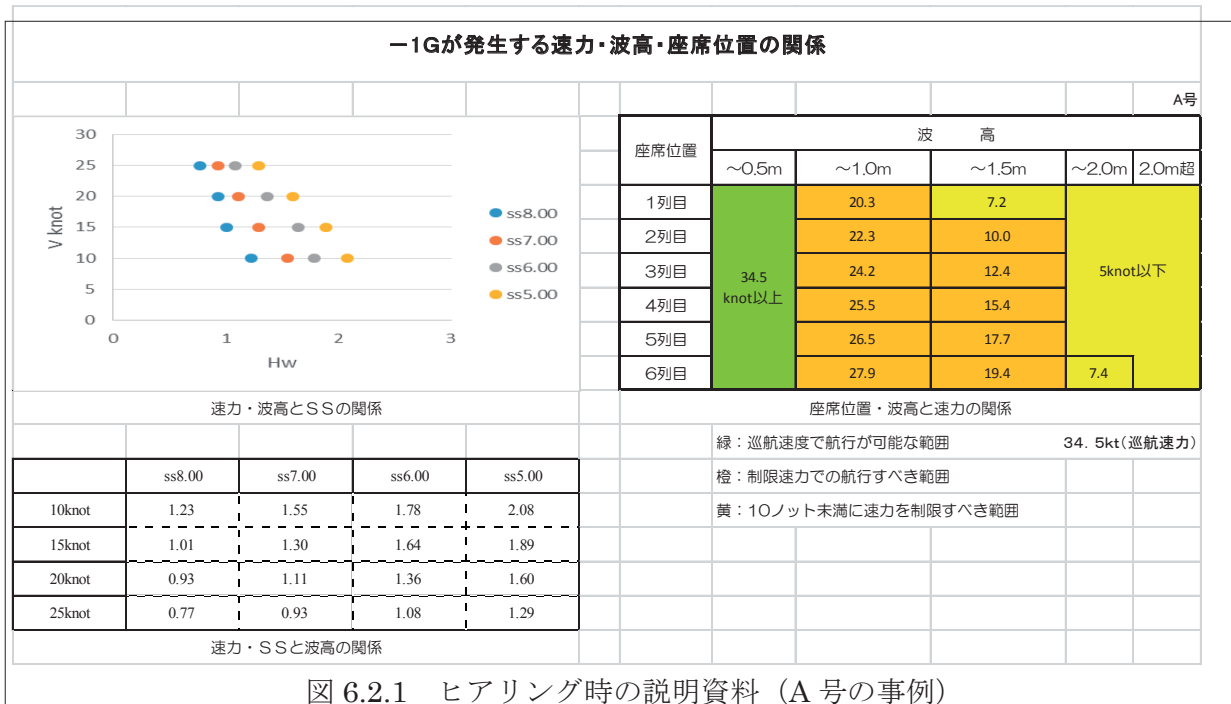 －1Gが発生する速力・波高・座席位置の関係
A号
30
25
20
15
10
5
0
V knot
0 1 2 3
Hw
ss8.00
ss7.00
ss6.00
ss5.00
速力・波高とＳＳの関係
座席位置 波 高
～0.5m ～1.0m ～1.5m ～2.0m 2.0m超
1列目 20.3 7.2
2列目 22.3 10.0
3列目 24.2 12.4
4列目 25.5 15.4
5列目 26.5 17.7
6列目 27.9 19.4 7.4
34.5
knot以上
5knot以下
座席位置・波高と速力の関係
緑：巡航速度で航行が可能な範囲 34．5kt(巡航速力)
橙：制限速力での航行すべき範囲
黄：10ノット未満に速力を制限すべき範囲
ss8.00 ss7.00 ss6.00 ss5.00
10knot 1.23 1.55 1.78 2.08
15knot 1.01 1.30 1.64 1.89
20knot 0.93 1.11 1.36 1.60
25knot 0.77 0.93 1.08 1.29
速力・ＳＳと波高の関係
図 6.2.1 ヒアリング時の説明資料（A 号の事例）